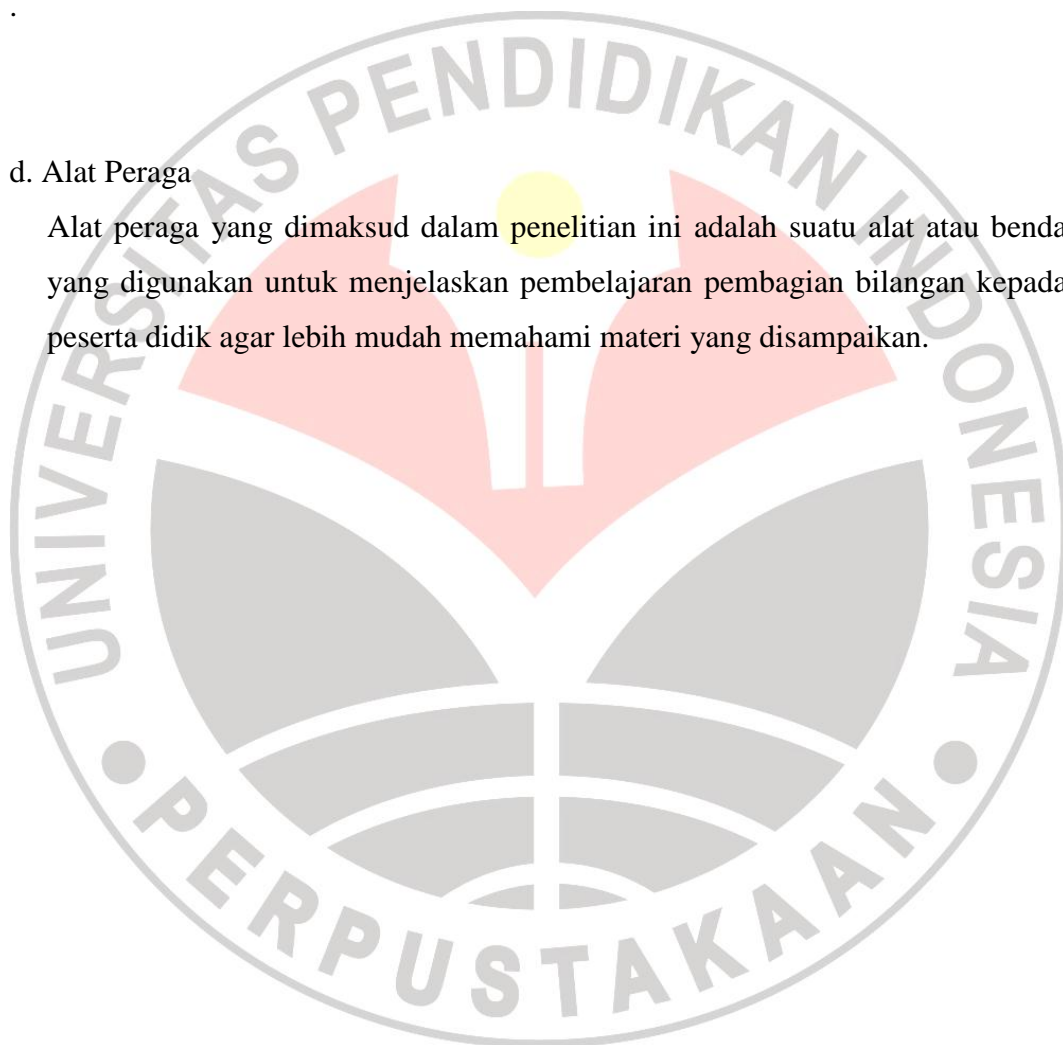 .
d. Alat Peraga
Alat peraga yang dimaksud dalam penelitian ini adalah suatu alat atau benda
yang digunakan untuk menjelaskan pembelajaran pembagian bilangan kepada
peserta didik agar lebih mudah memahami materi yang disampaikan.
UNIVERSITAS PENDIDIKAN INDONESIA
PERPUSTAKAAN